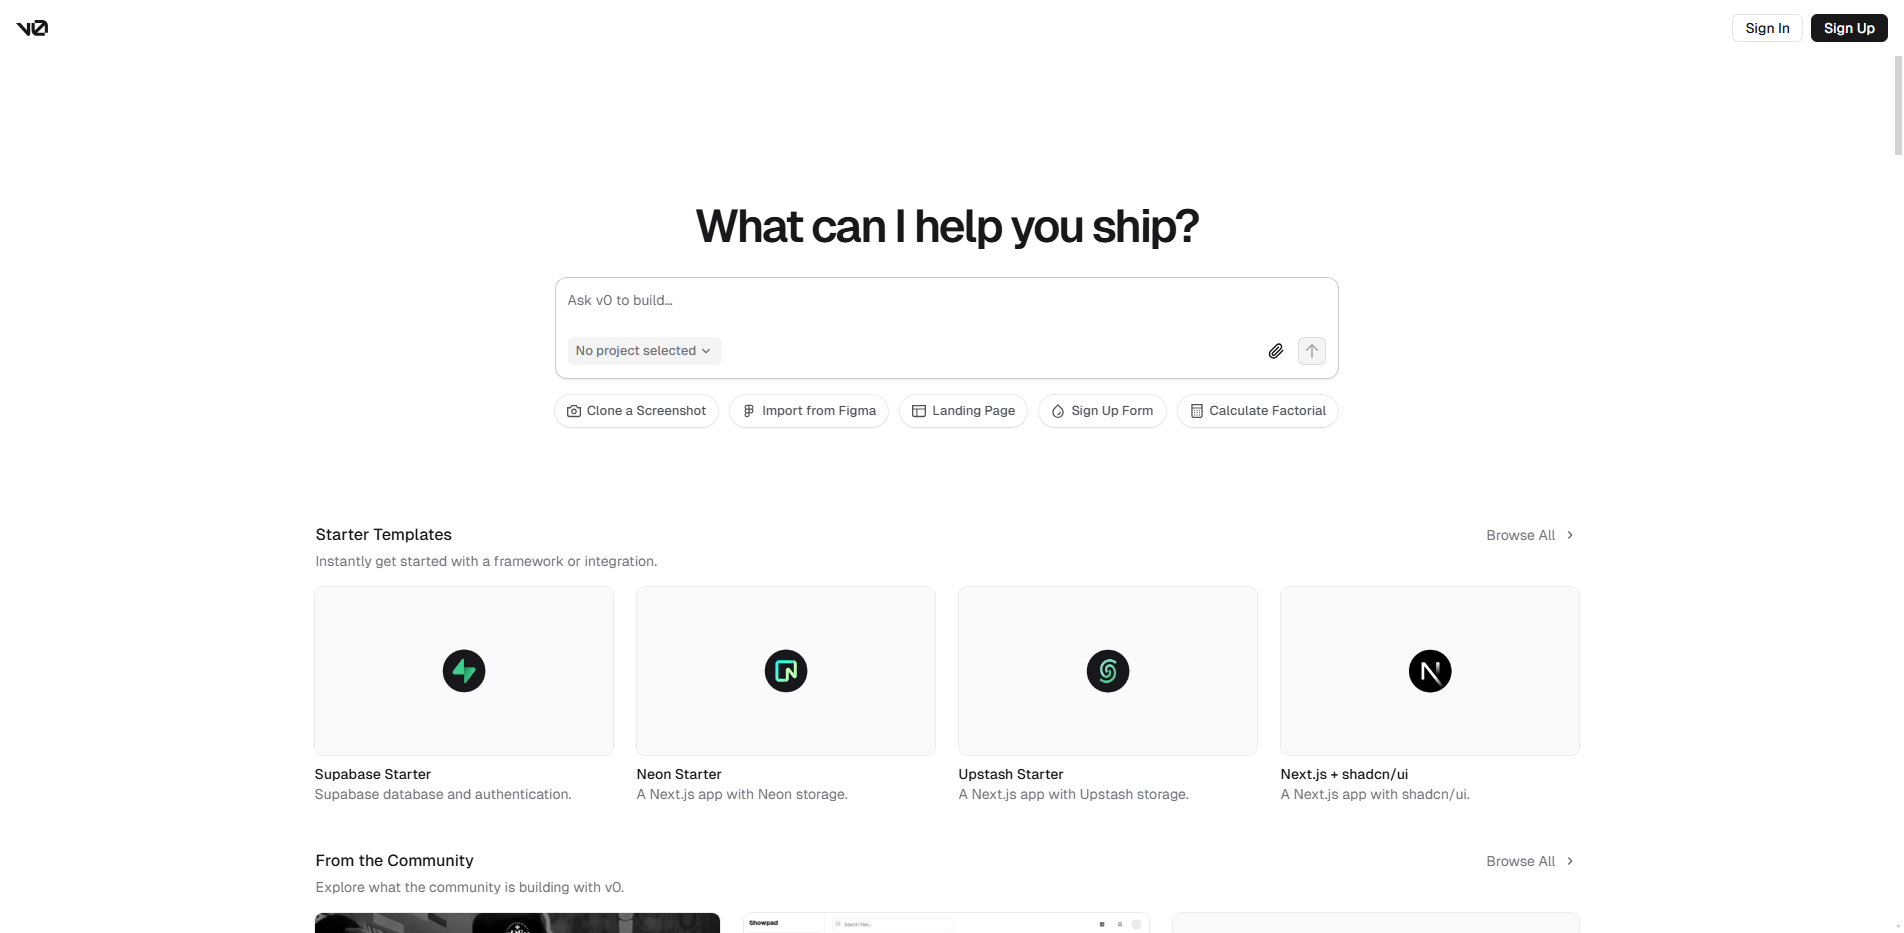 v0
Sign In
Sign Up
What can I help you ship?
Ask v0 to build...
No project selected
Clone a Screenshot
Import from Figma
Landing Page
Sign Up Form
Calculate Factorial
Starter Templates
Browse All
Instantly get started with a framework or integration.
Supabase Starter
Supabase database and authentication.
Neon Starter
A Next.js app with Neon storage.
Upstash Starter
A Next.js app with Upstash storage.
Next.js + shadcn/ui
A Next.js app with shadcn/ui.
From the Community
Browse All
Explore what the community is building with v0.
Showpad
Search files...